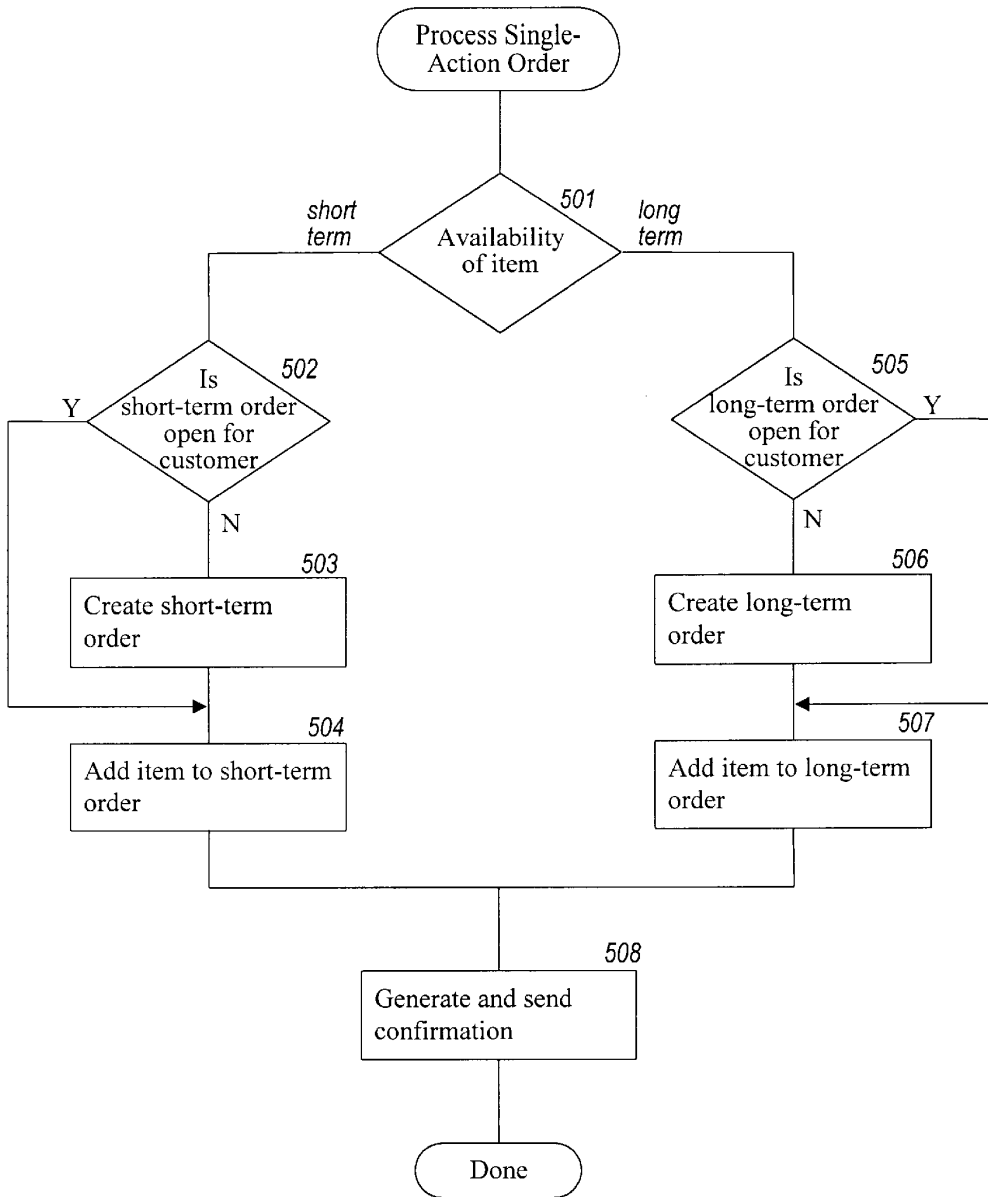 Process Single-
Action Order
501
short
term
long
term
Availability
of item
502
Is
short-term order
open for
customer
Y
N
505
Is
long-term order
open for
customer
Y
N
503
Create short-term
order
506
Create long-term
order
504
Add item to short-term
order
507
Add item to long-term
order
508
Generate and send
confirmation
Done